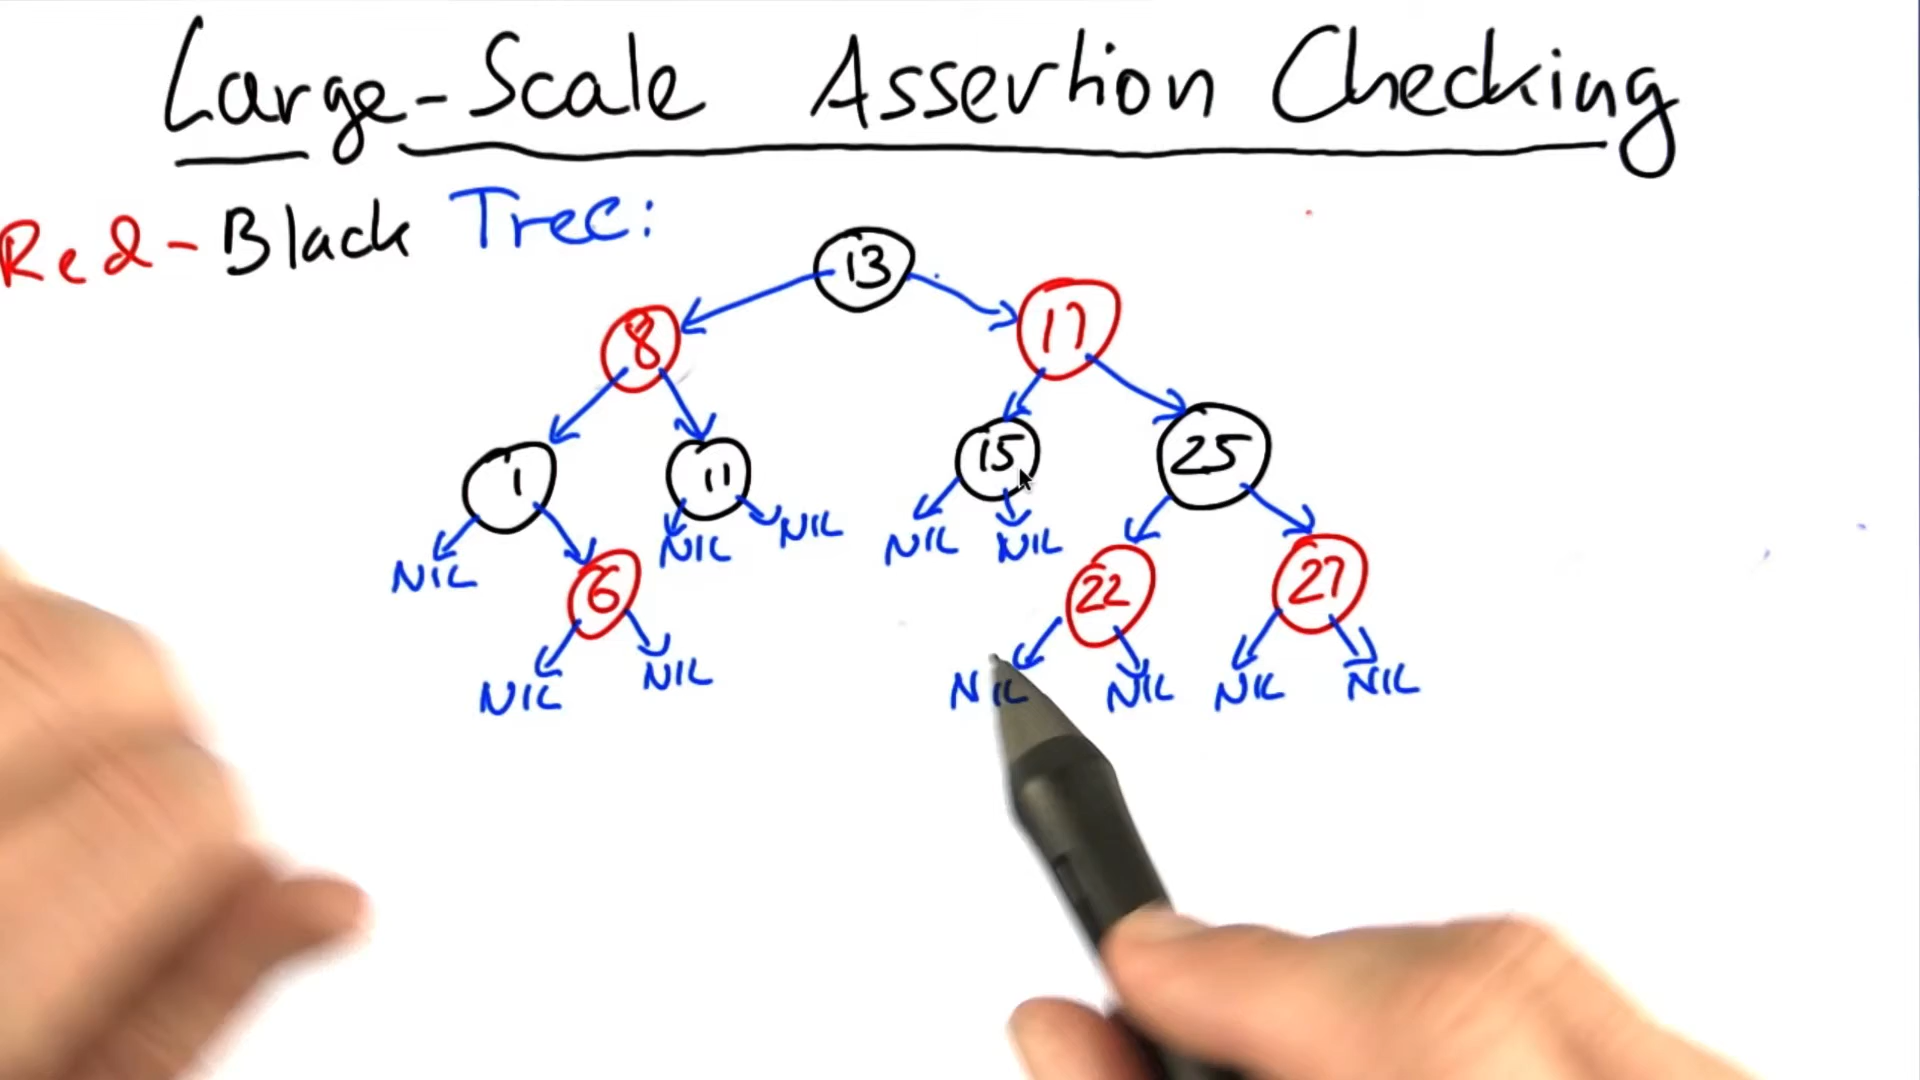 Large-Scale Assertion Checking
Red-Black Tree:
13
8 17
1 11 15 25
NIL 6 NIL NIL NIL NIL 22 27
NIL NIL NIL NIL NIL NIL